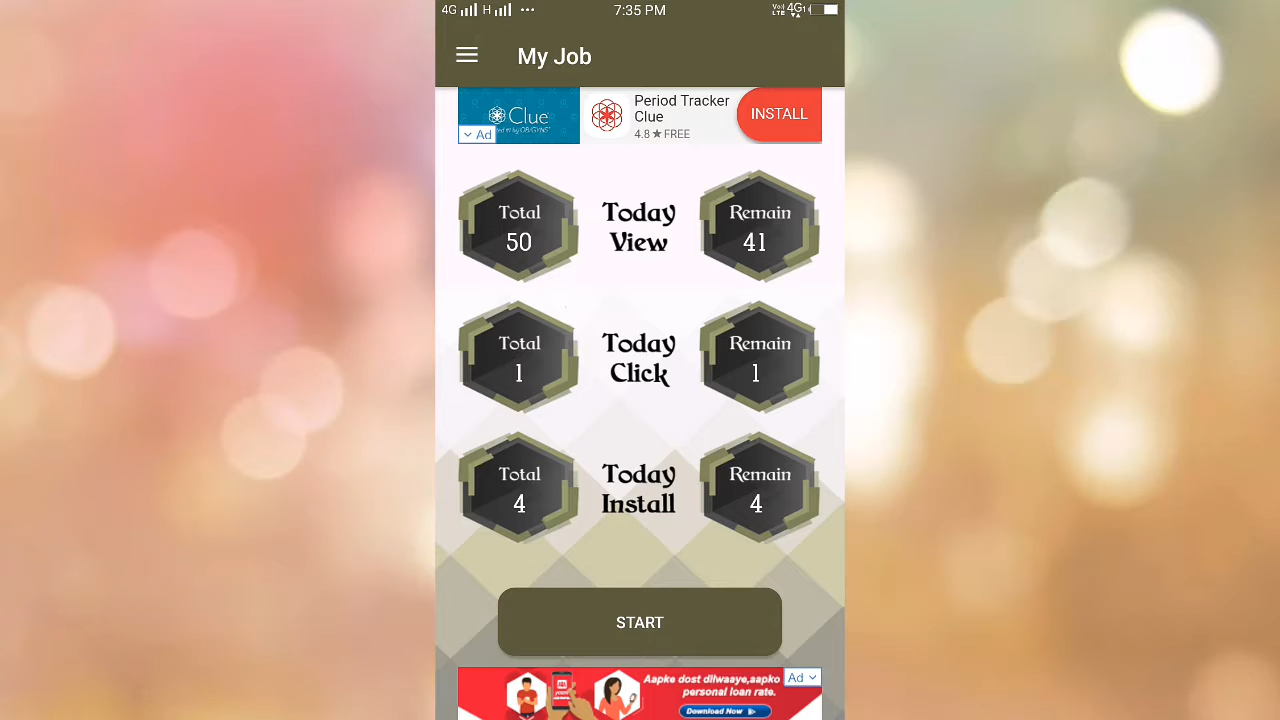 4G H ... 7:35 PM VoLTE 4G
My Job
Clue
Ad
Period Tracker
Clue
4.8★FREE
INSTALL
Total
50
Today
View
Remain
41
Total
1
Today
Click
Remain
1
Total
4
Today
Install
Remain
4
START
Aapke dost dilwaaye,aapko
personal loan rate.
Download Now
Ad